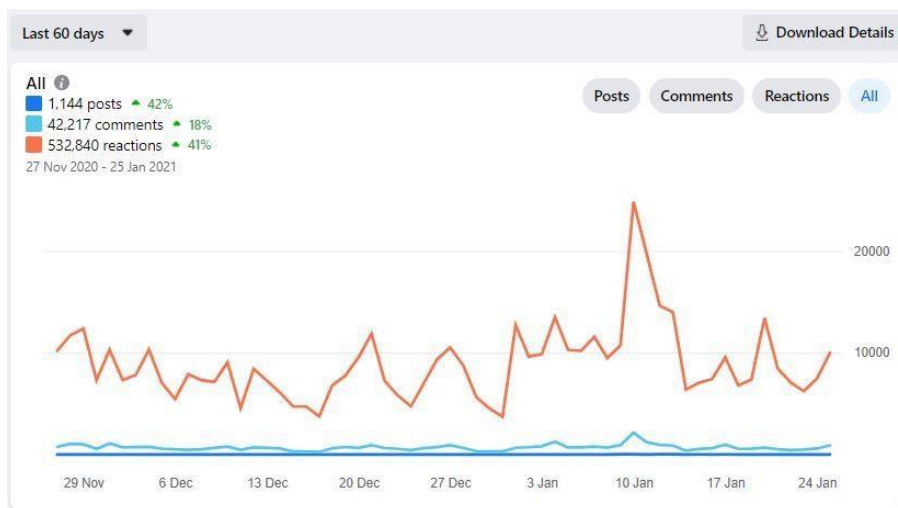 Last 60 days
Download Details
All
Posts Comments Reactions All
1,144 posts 42%
42,217 comments 18%
532,840 reactions 41%
27 Nov 2020 - 25 Jan 2021
20000
10000
29 Nov 6 Dec 13 Dec 20 Dec 27 Dec 3 Jan 10 Jan 17 Jan 24 Jan